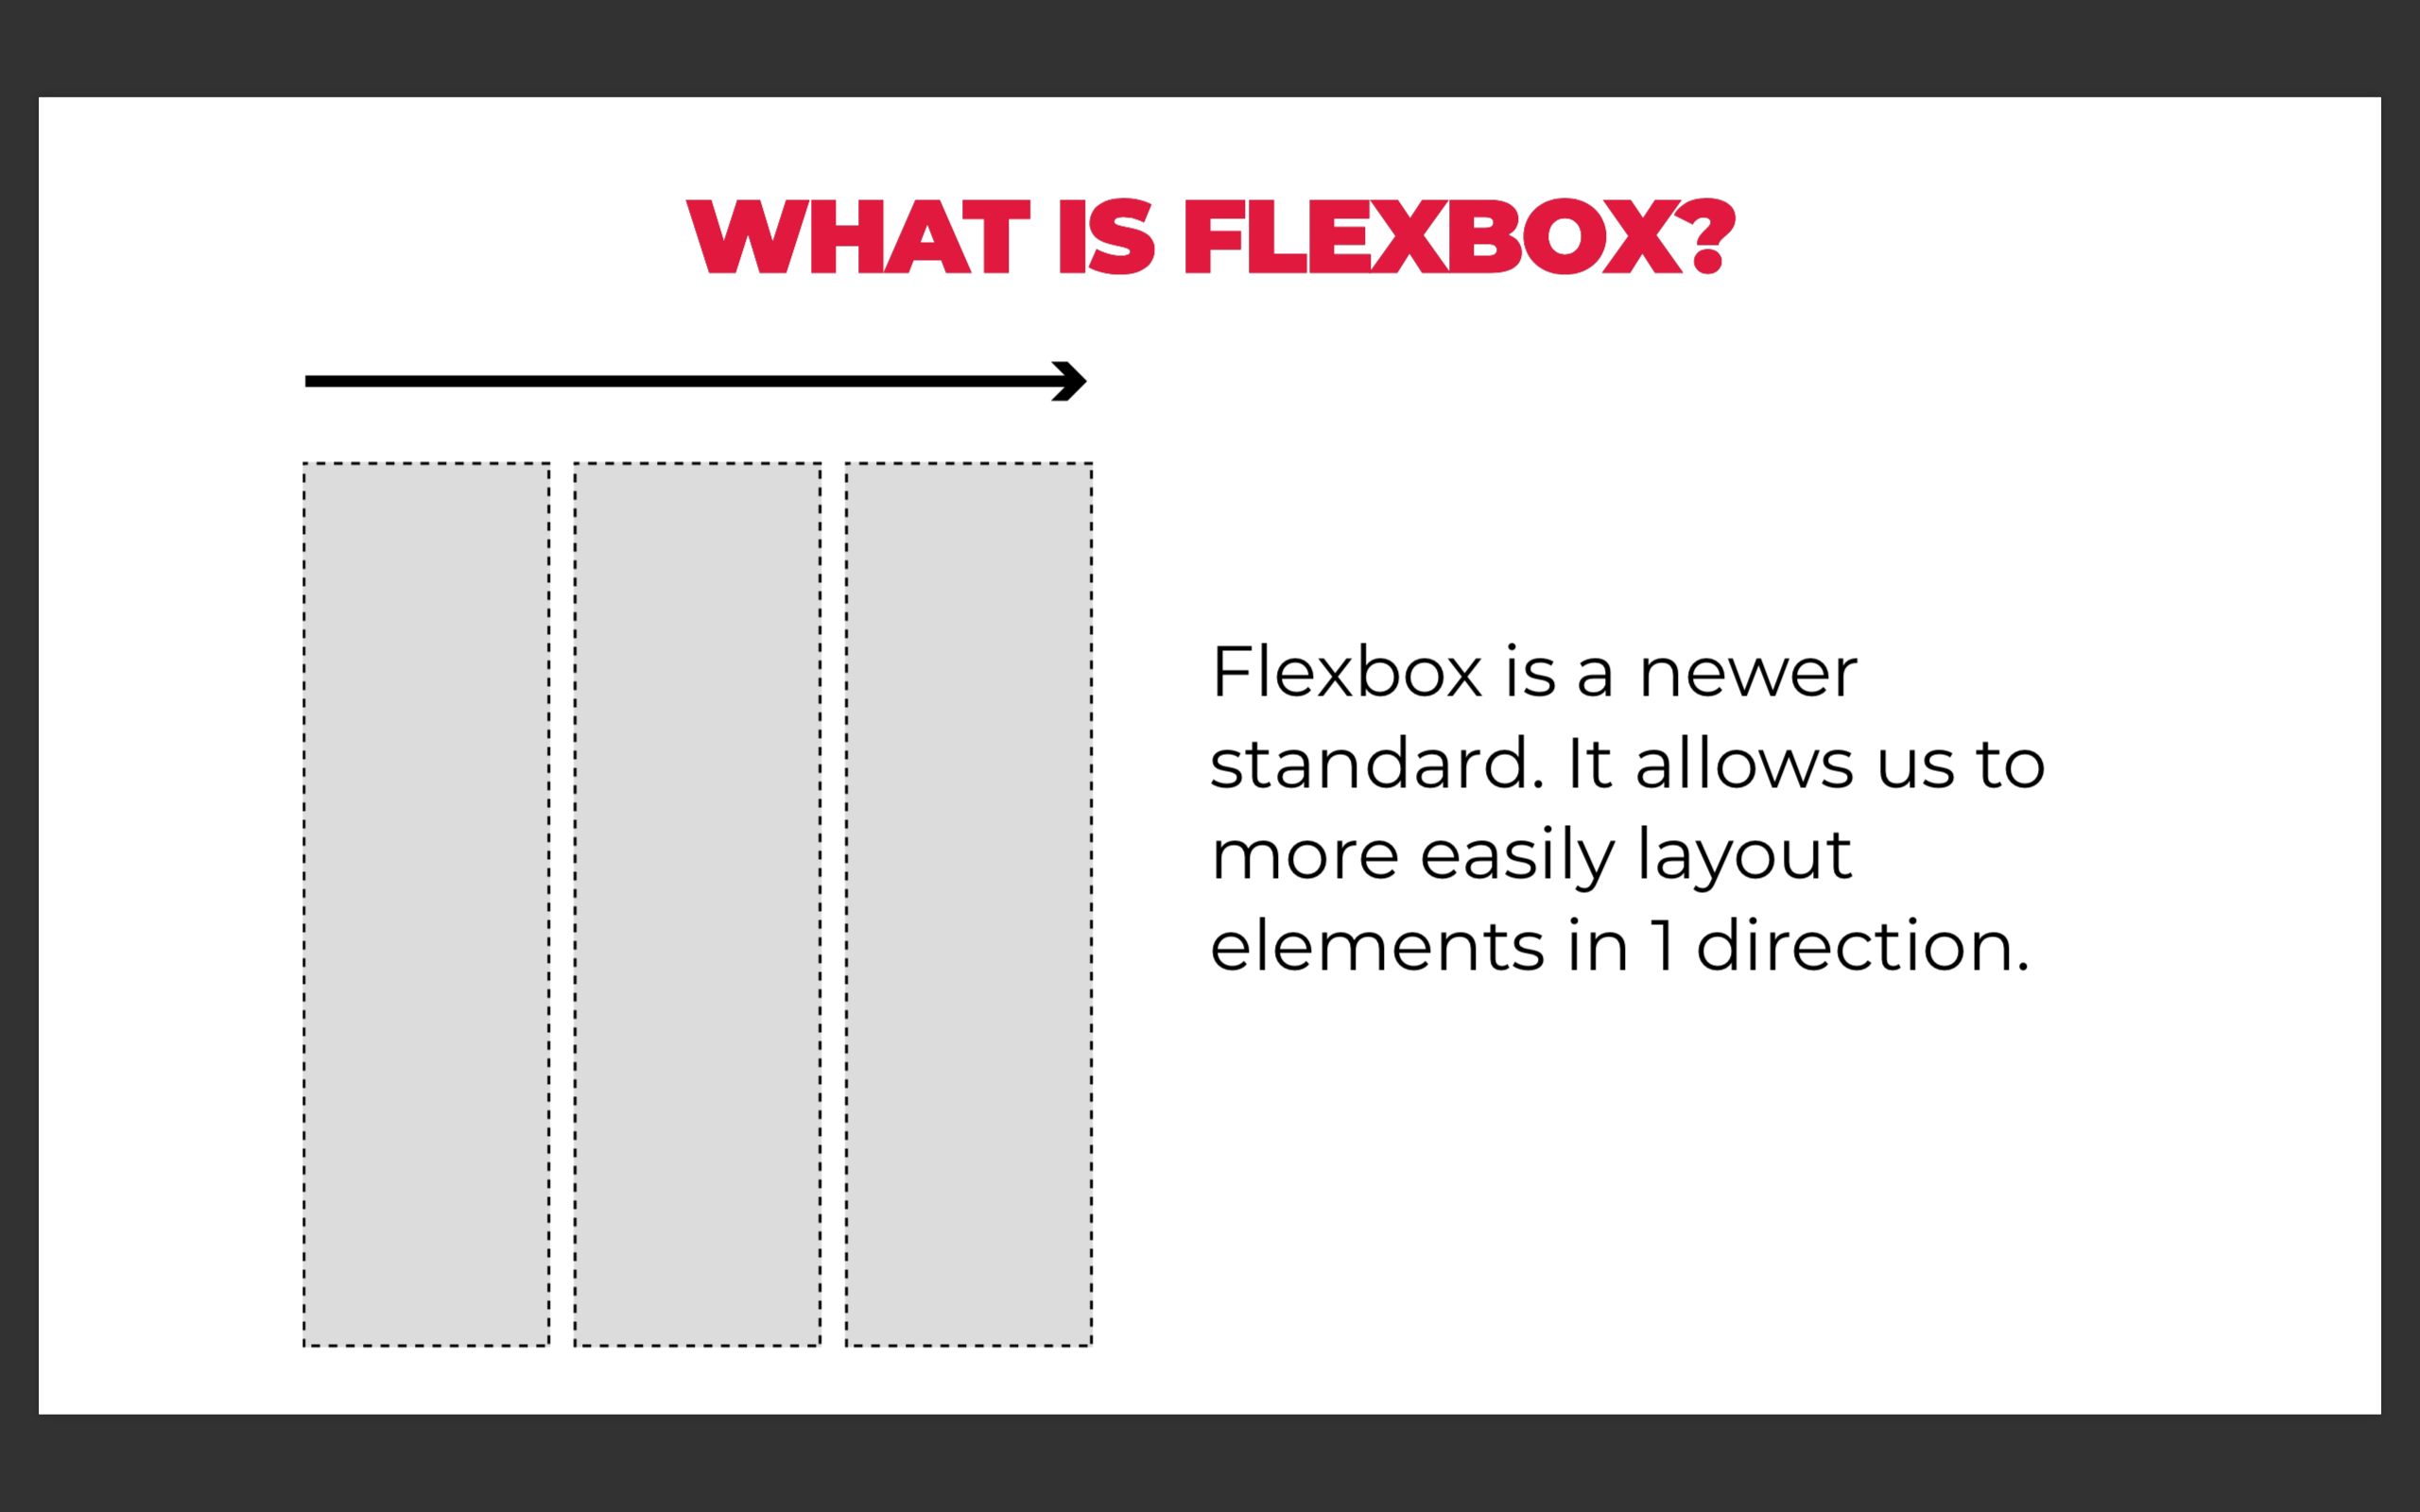 WHAT IS FLEXBOX?
Flexbox is a newer
standard. It allows us to
more easily layout
elements in 1 direction.